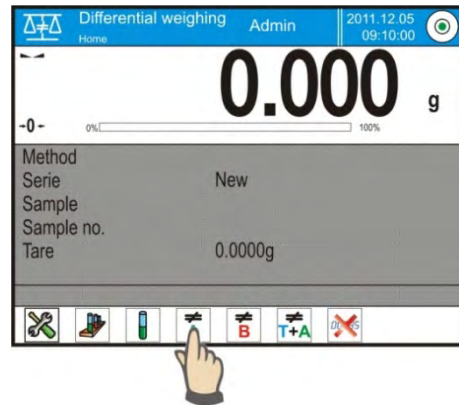 Differential weighing Admin 2011.12.05
Home 09:10:00
0.000 g
-0- 0% 100%
Method
Serie New
Sample
Sample no.
Tare 0.0000g
B T+A